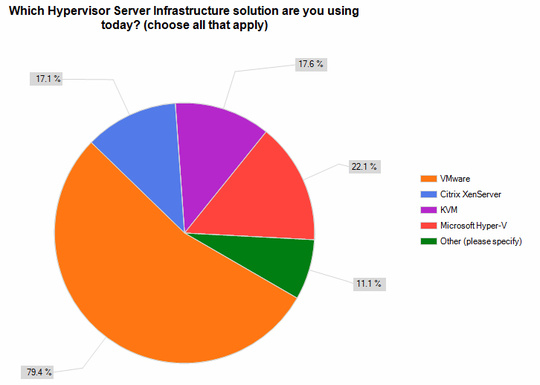 Which Hypervisor Server Infrastructure solution are you using
today? (choose all that apply)
17.6 %
17.1 %
22.1 %
VMware
Citrix XenServer
KVM
Microsoft Hyper-V
Other (please specify)
11.1 %
79.4 %